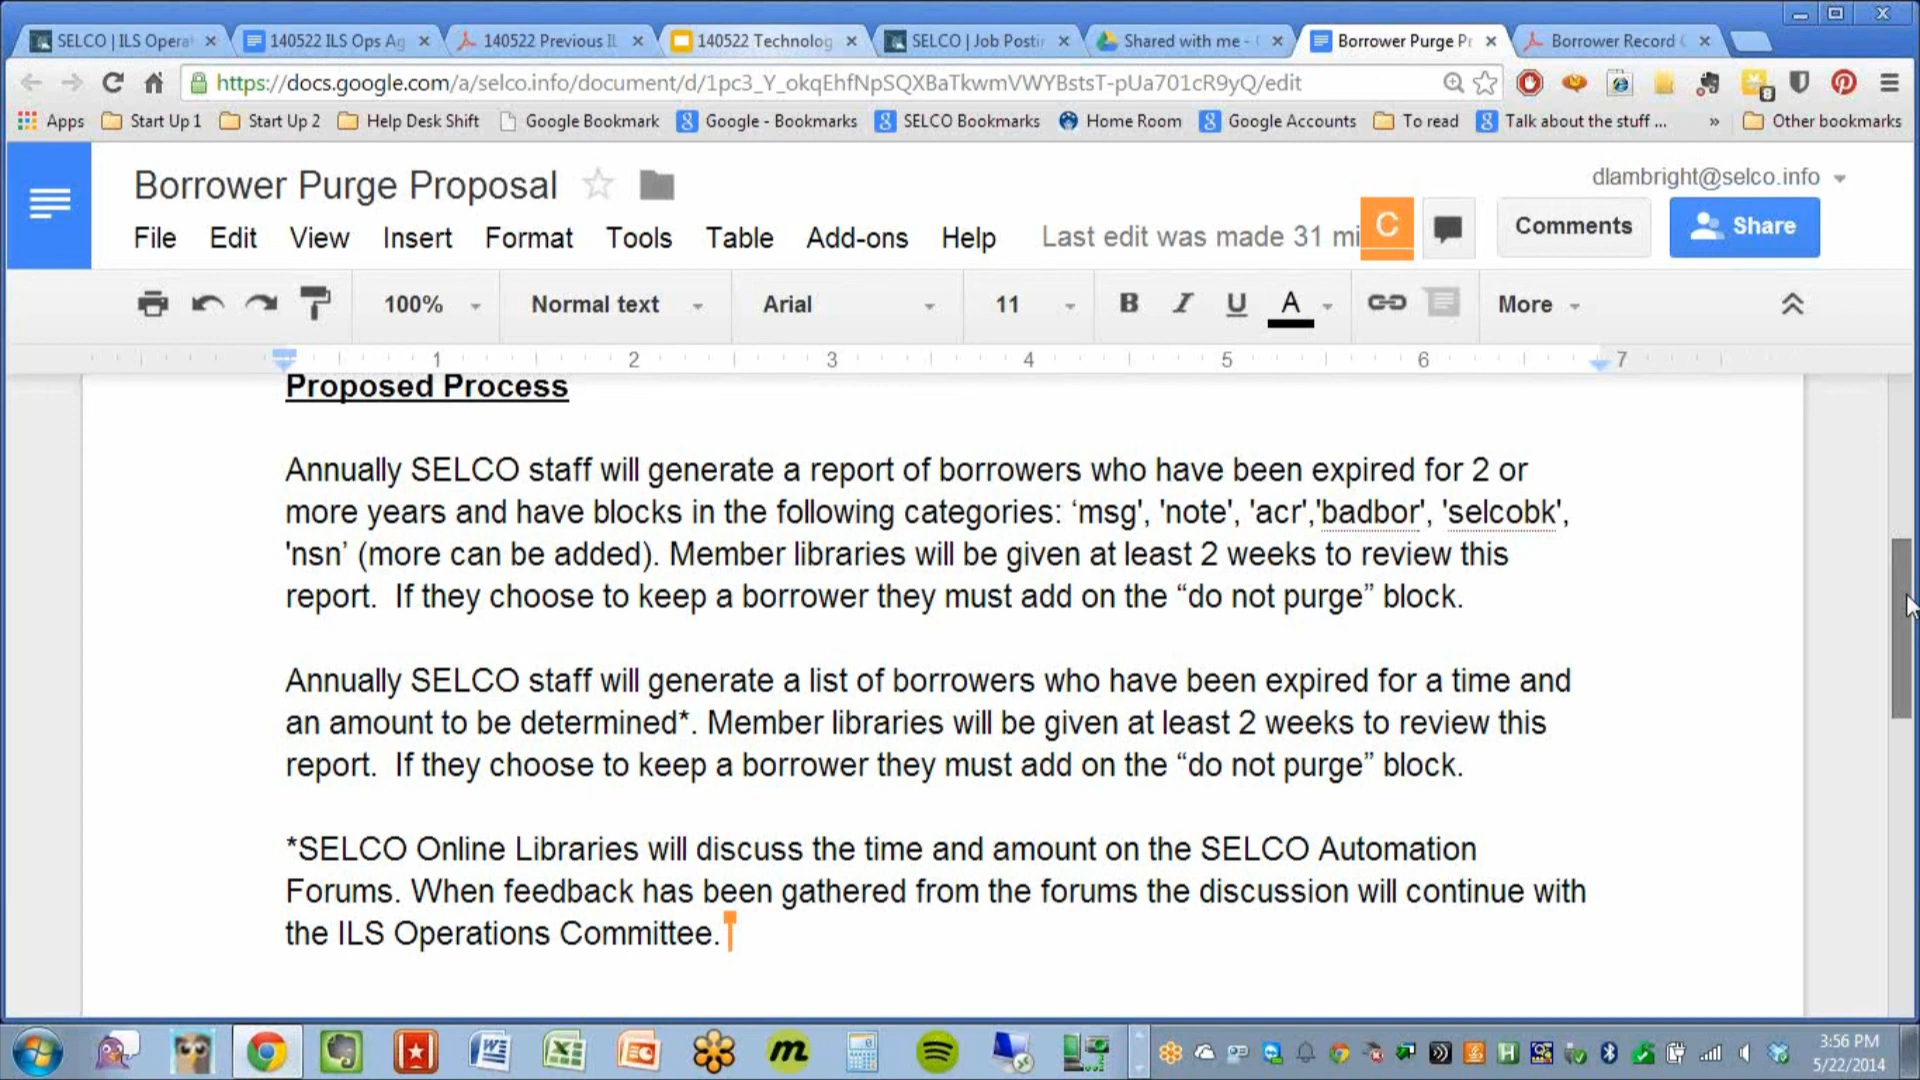 SELCO | ILS Opera
140522 ILS Ops Ag
140522 Previous IL
140522 Technolog
SELCO | Job Postin
Shared with me -
Borrower Purge Pr
Borrower Record
https://docs.google.com/a/selco.info/document/d/1pc3_Y_okqEhfNpSQXBaTkwmVWYBstsT-pUa701cR9yQ/edit
Apps Start Up 1 Start Up 2 Help Desk Shift Google Bookmark Google - Bookmarks SELCO Bookmarks Home Room Google Accounts To read Talk about the stuff ... » Other bookmarks
Borrower Purge Proposal
dlambright@selco.info
File Edit View Insert Format Tools Table Add-ons Help Last edit was made 31 mi C Comments Share
100% Normal text Arial 11 B I U A More
1 2 3 4 5 6 7
Proposed Process
Annually SELCO staff will generate a report of borrowers who have been expired for 2 or
more years and have blocks in the following categories: ‘msg', 'note', 'acr','badbor', 'selcobk',
'nsn’ (more can be added). Member libraries will be given at least 2 weeks to review this
report.  If they choose to keep a borrower they must add on the “do not purge” block.
Annually SELCO staff will generate a list of borrowers who have been expired for a time and
an amount to be determined*. Member libraries will be given at least 2 weeks to review this
report.  If they choose to keep a borrower they must add on the “do not purge” block.
*SELCO Online Libraries will discuss the time and amount on the SELCO Automation
Forums. When feedback has been gathered from the forums the discussion will continue with
the ILS Operations Committee.
3:56 PM
5/22/2014